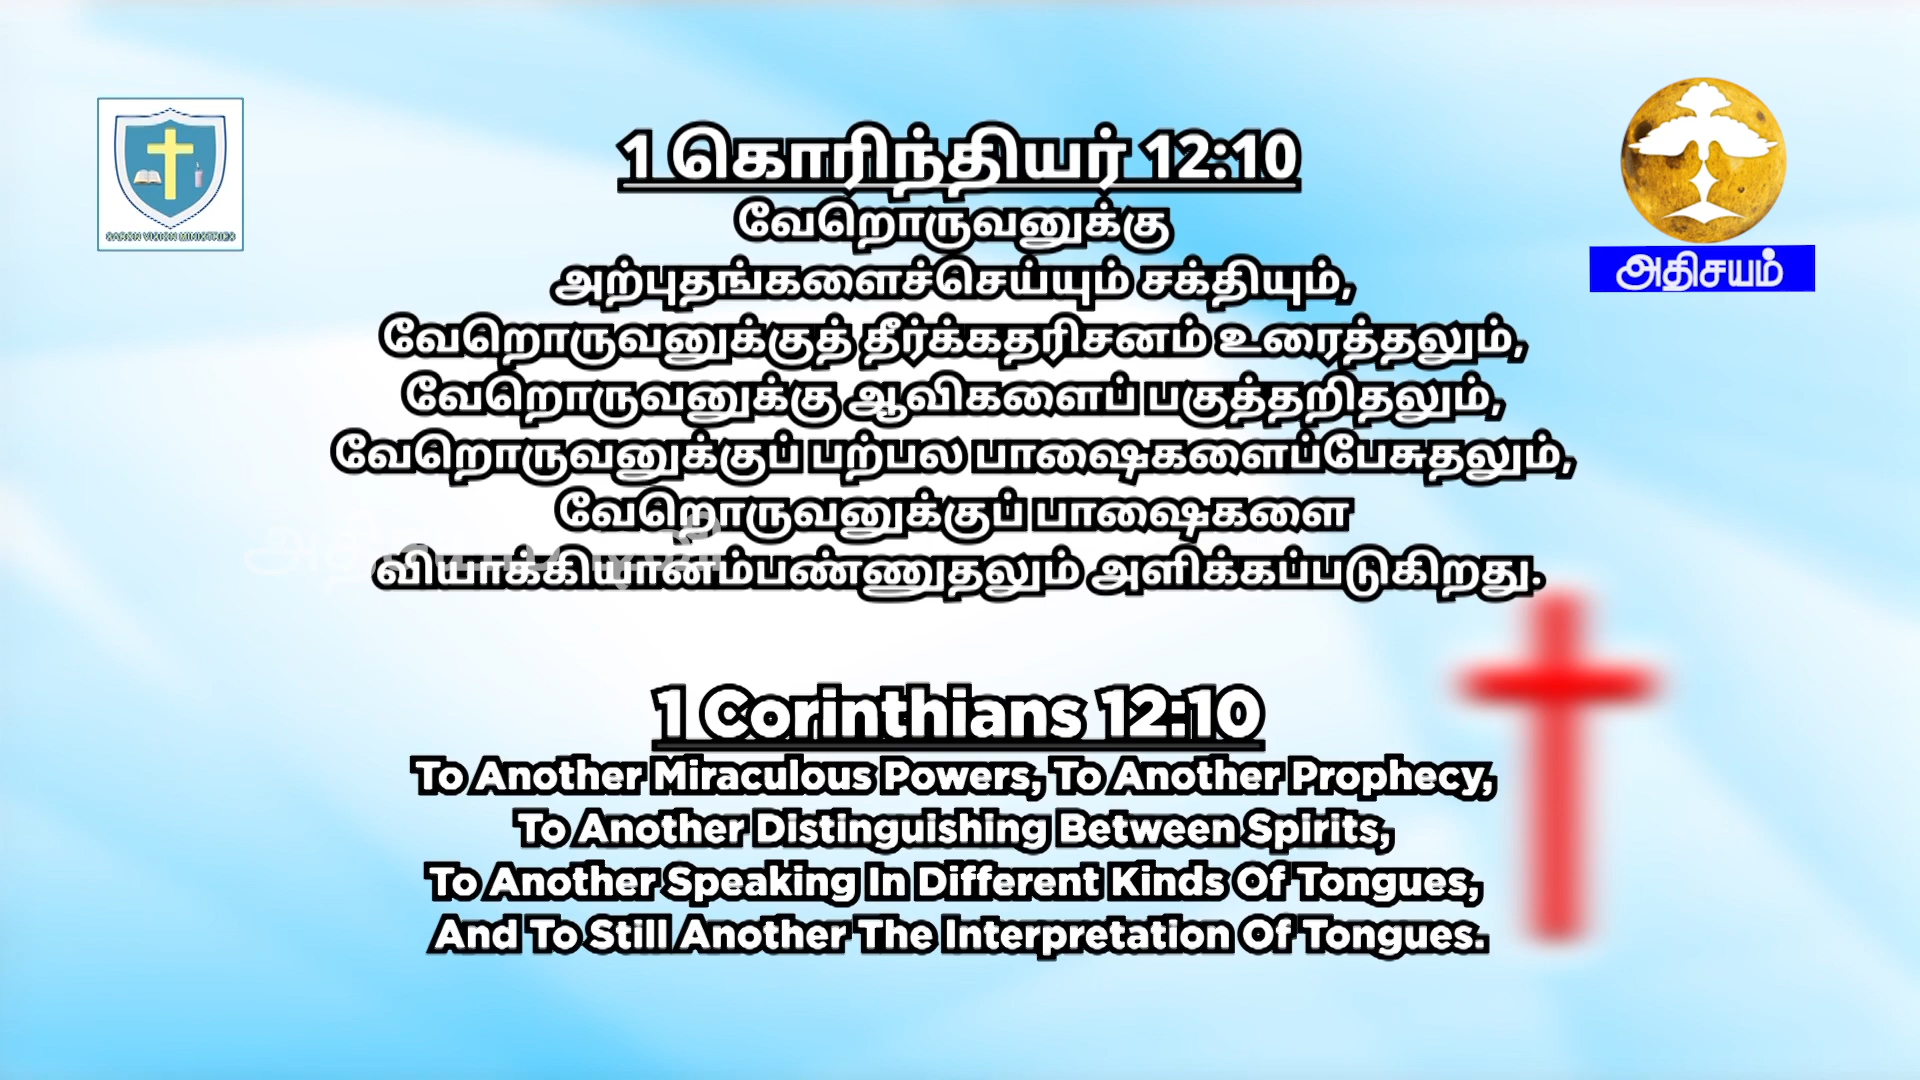 1 கொரிந்தியர் 12:10
வேறொருவனுக்கு
அற்புதங்களைச்செய்யும் சக்தியும்,
வேறொருவனுக்குத் தீர்க்கதரிசனம் உரைத்தலும்,
வேறொருவனுக்கு ஆவிகளைப் பகுத்தறிதலும்,
வேறொருவனுக்குப் பற்பல பாஷைகளைப்பேசுதலும்,
வேறொருவனுக்குப் பாஷைகளை
வியாக்கியானம்பண்ணுதலும் அளிக்கப்படுகிறது.
1 Corinthians 12:10
To Another Miraculous Powers, To Another Prophecy,
To Another Distinguishing Between Spirits,
To Another Speaking In Different Kinds Of Tongues,
And To Still Another The Interpretation Of Tongues.
VISION MINISTRIES
அதிசயம்